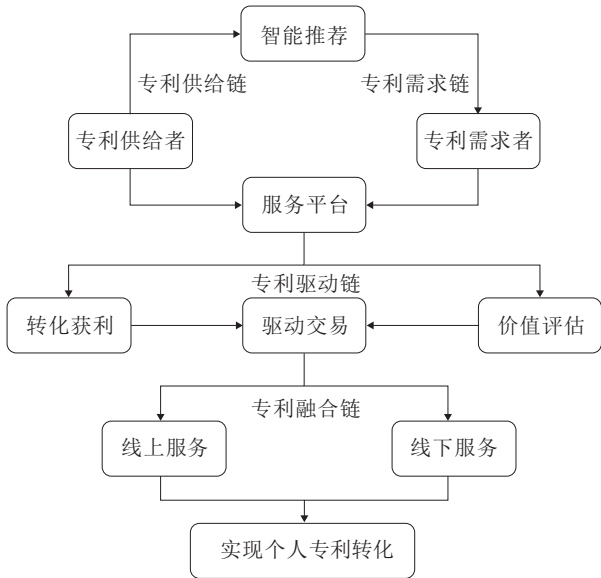 智能推荐
专利供给链
专利需求链
专利供给者
专利需求者
服务平台
专利驱动链
转化获利
驱动交易
价值评估
专利融合链
线上服务
线下服务
实现个人专利转化